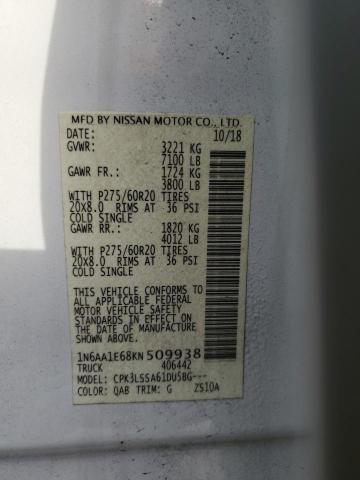 MFD BY NISSAN MOTOR CO., LTD.
DATE: 10/18
GVWR: 3221 KG
7100 LB
GAWR FR.: 1724 KG
3800 LB
WITH P275/60R20 TIRES
20X8.0 RIMS AT 36 PSI
COLD SINGLE
GAWR RR.: 1820 KG
4012 LB
WITH P275/60R20 TIRES
20X8.0 RIMS AT 36 PSI
COLD SINGLE
THIS VEHICLE CONFORMS TO
ALL APPLICABLE FEDERAL
MOTOR VEHICLE SAFETY AND
THEFT PREVENTION STANDARDS
IN EFFECT ON THE DATE OF
MANUFACTURE SHOWN ABOVE.
1N6AA1E68KN509938
TRUCK 406442
MODEL: CPK3LSSA61DU5BG---
COLOR: QAB TRIM: G ZS10A